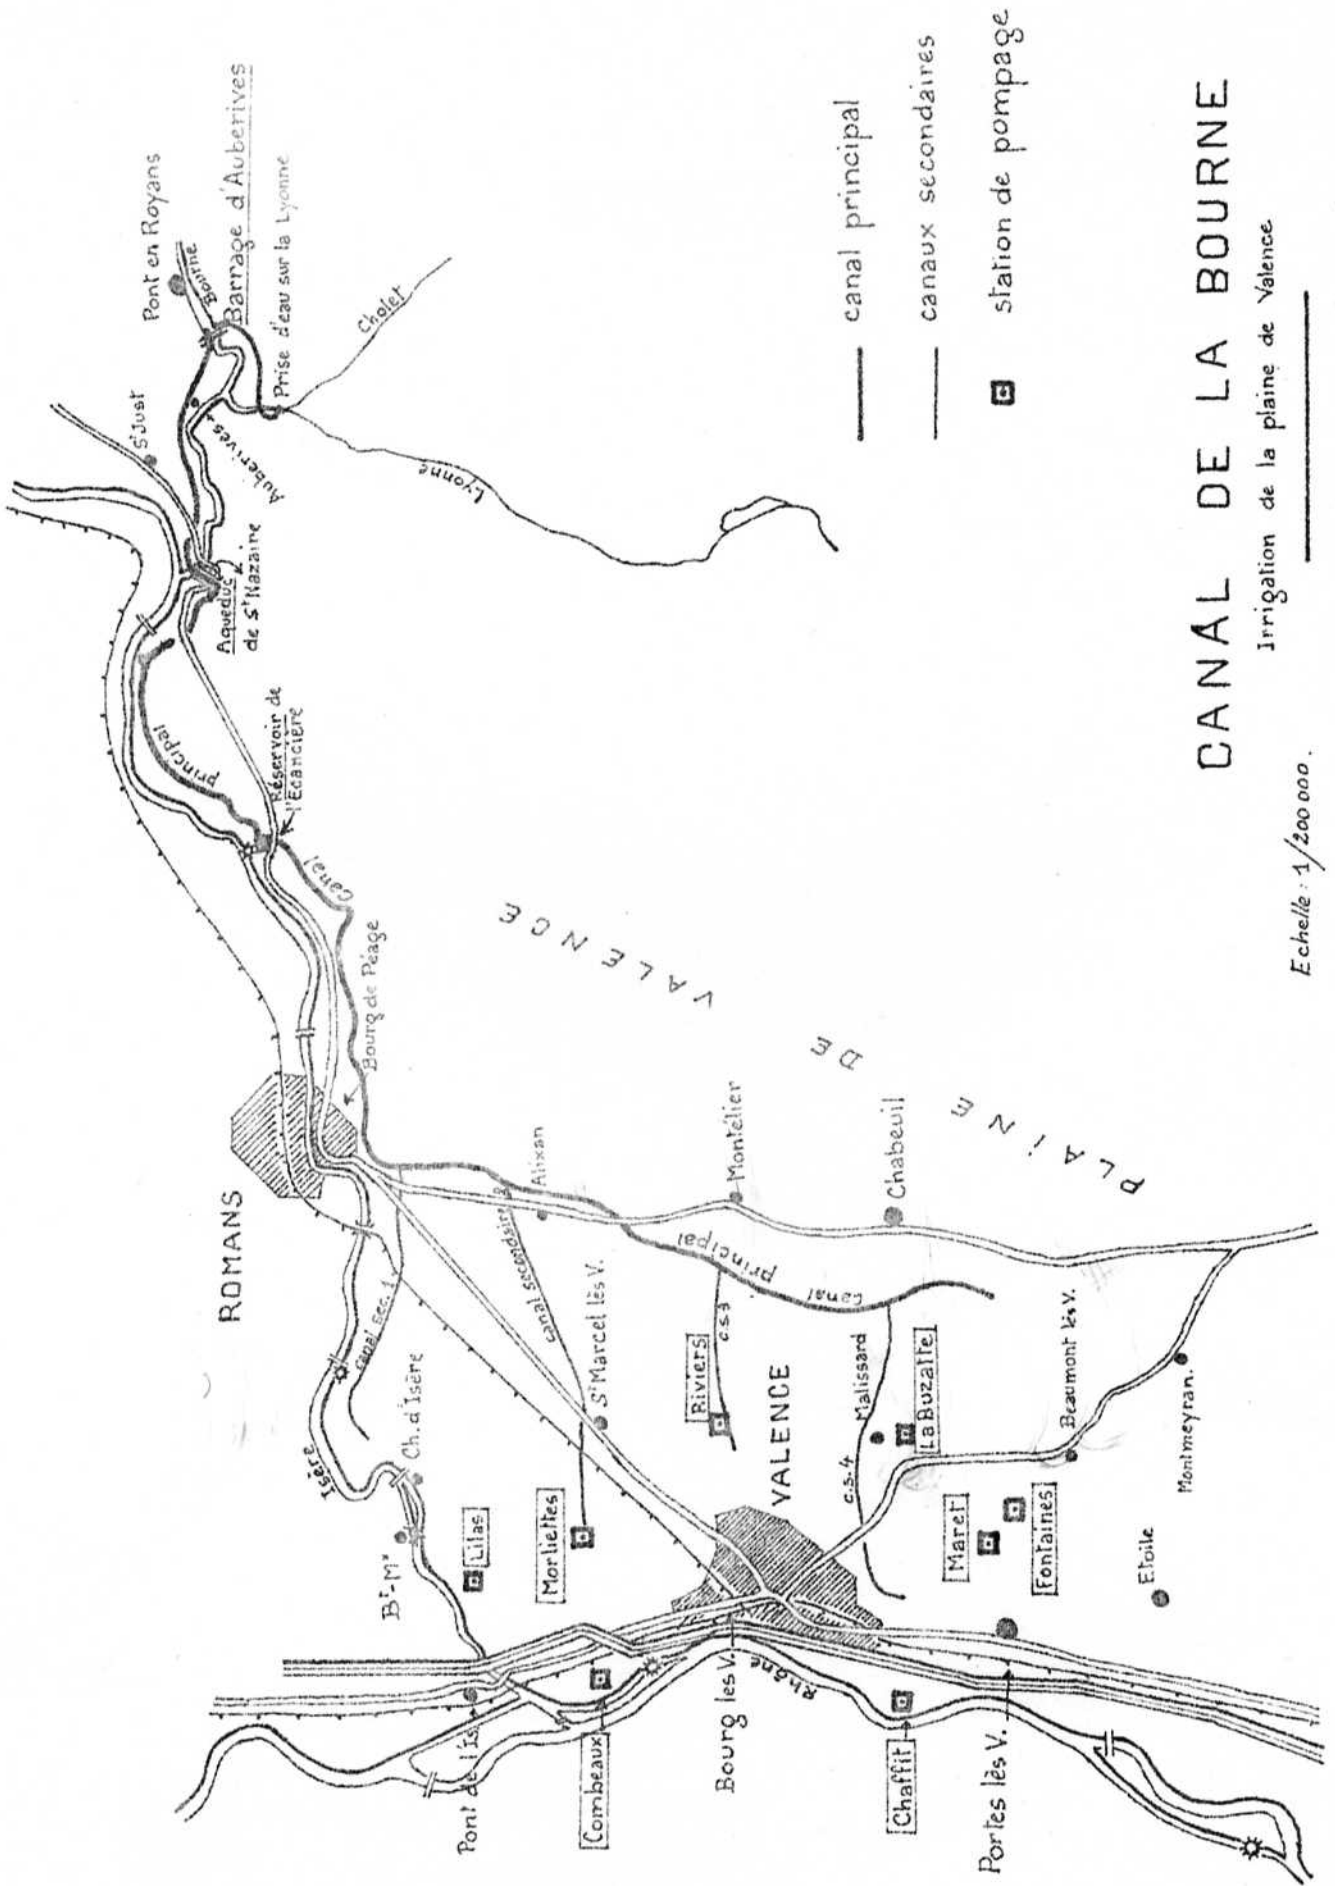 CANAL DE LA BOURNE
Irrigation de la plaine de Valence
Echelle : 1/200 000.
canal principal
canaux secondaires
station de pompage
Pont en Royans
Bourne
Barrage d'Auberives
Prise d'eau sur la Lyonne
Cholet
Lyonne
St Just
Auberives
Aqueduc
de St Nazaire
principal
Réservoir de
l'Ecancière
Canal
Bourg de Péage
ROMANS
PLAINE DE VALENCE
Isère
canal sec. 1
Ch. d'Isère
Bt-Mx
Alixan
canal secondaire 2
St Marcel lès V.
Montélier
Chabeuil
principal
Canal
c.s 3
Riviers
VALENCE
Malissard
c.s.4
La Buzatte
Lilas
Morliettes
Maret
Fontaines
Beaumont lès V.
Montmeyran.
Etoile
Pont de l'Is.
Combeaux
Bourg lès V.
Rhône
Chaffit
Portes lès V.